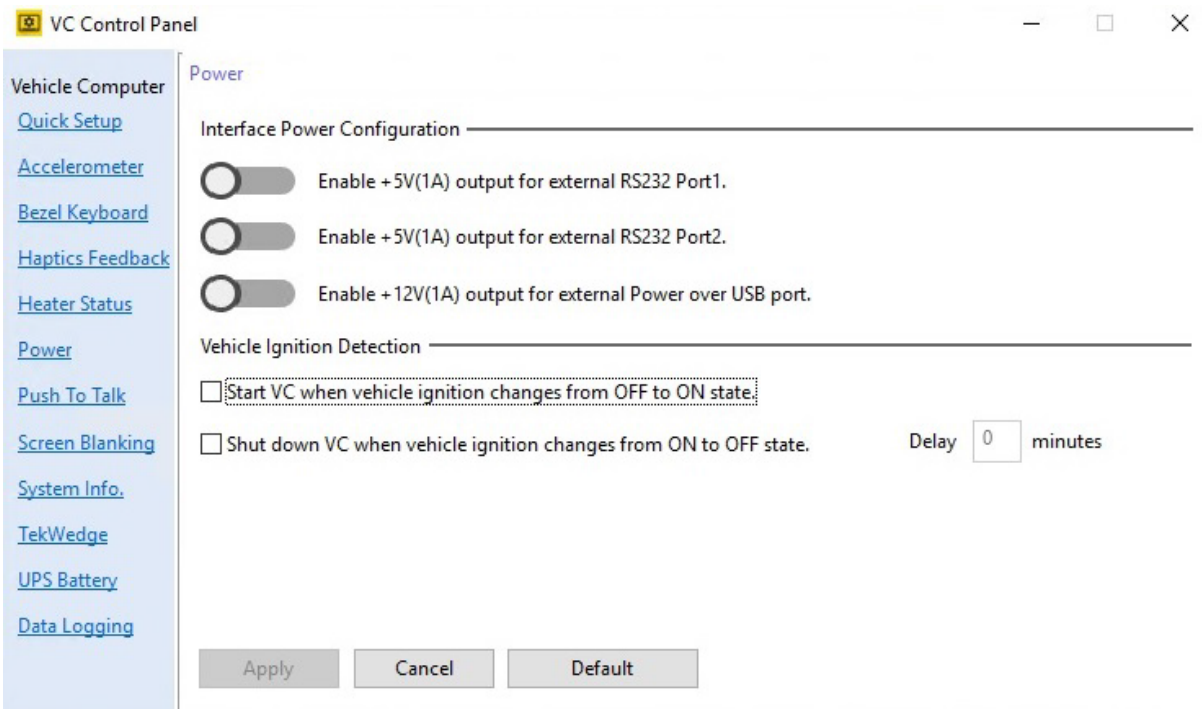 VC Control Panel
Vehicle Computer
Quick Setup
Accelerometer
Bezel Keyboard
Haptics Feedback
Heater Status
Power
Push To Talk
Screen Blanking
System Info.
TekWedge
UPS Battery
Data Logging
Power
Interface Power Configuration
Enable +5V(1A) output for external RS232 Port1.
Enable +5V(1A) output for external RS232 Port2.
Enable +12V(1A) output for external Power over USB port.
Vehicle Ignition Detection
Start VC when vehicle ignition changes from OFF to ON state.
Shut down VC when vehicle ignition changes from ON to OFF state. Delay 0 minutes
Apply Cancel Default